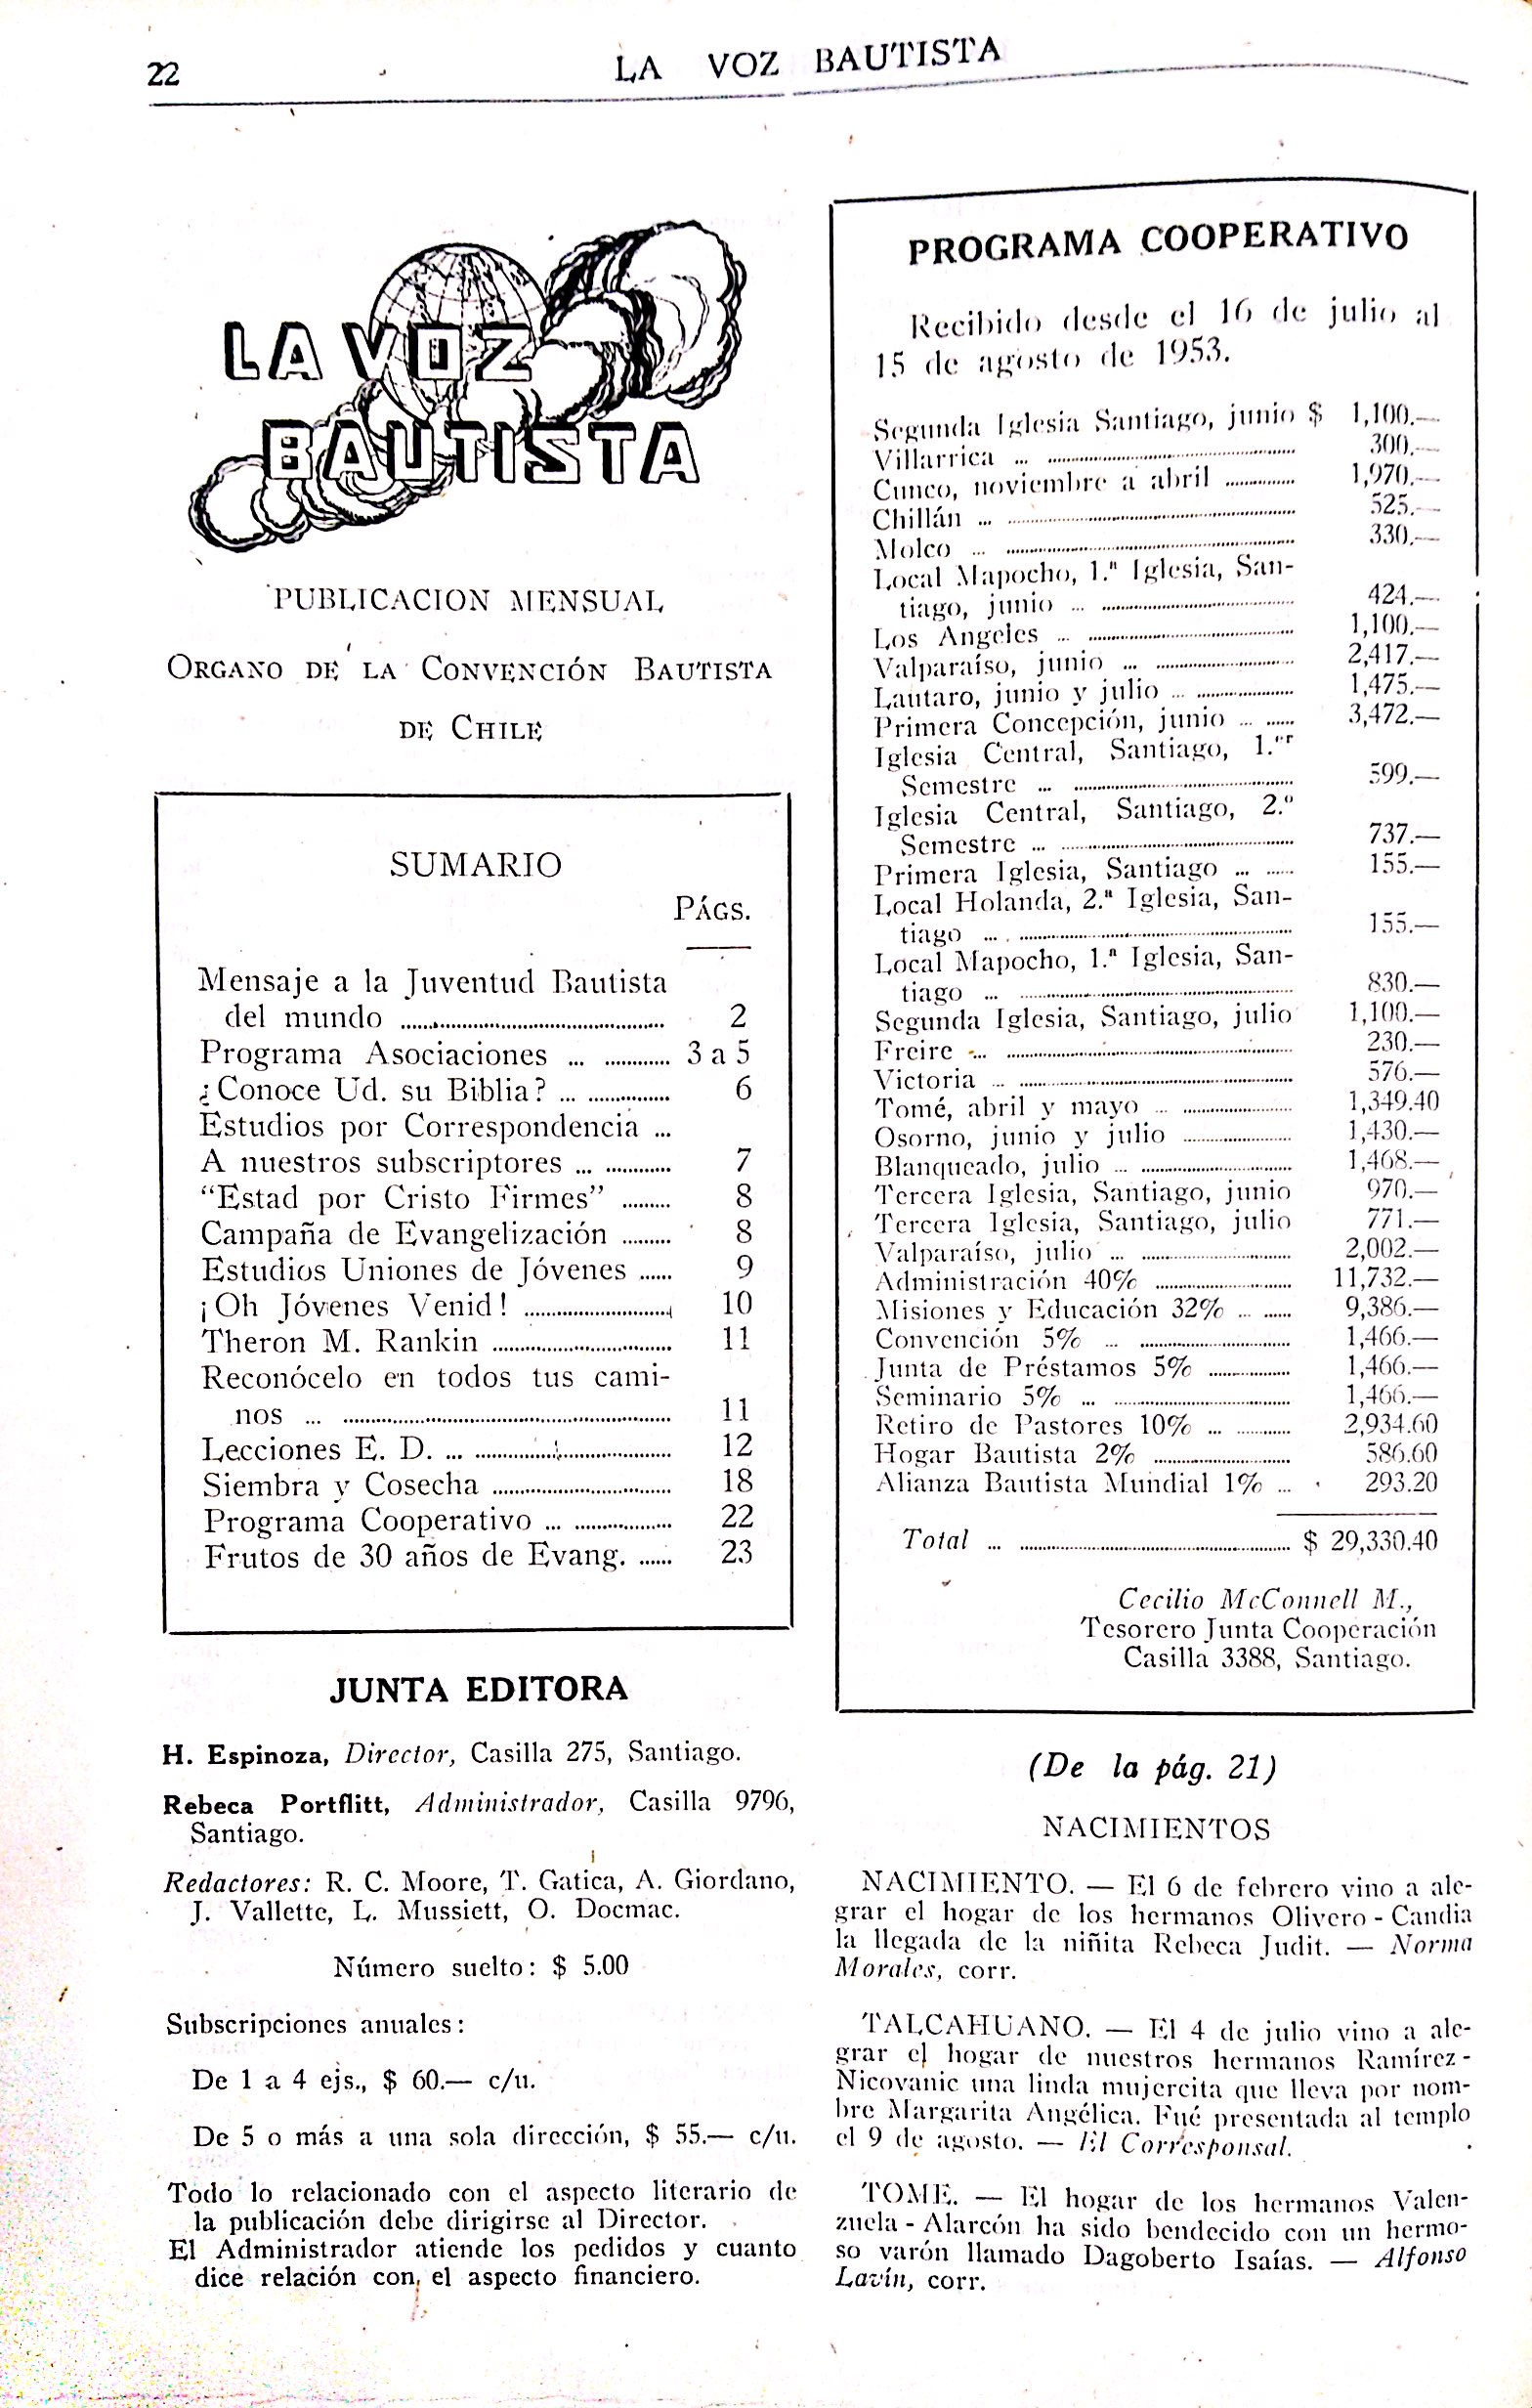 22
LA VOZ BAUTISTA
LA VOZ
BAUTISTA
PUBLICACION MENSUAL
ORGANO DE LA CONVENCIÓN BAUTISTA
DE CHILE
SUMARIO
PÁGS.
Mensaje a la Juventud Bautista
del mundo ........................ 2
Programa Asociaciones ... ............ 3 a 5
¿Conoce Ud. su Biblia? ... ............... 6
Estudios por Correspondencia ...
A nuestros subscriptores ... ............ 7
“Estad por Cristo Firmes” ......... 8
Campaña de Evangelización ......... 8
Estudios Uniones de Jóvenes ...... 9
¡Oh Jóvenes Venid! ........................ 10
Theron M. Rankin ........................ 11
Reconócelo en todos tus cami-
nos ... ........................ 11
Lecciones E. D. ... ........................ 12
Siembra y Cosecha ........................ 18
Programa Cooperativo ... .................. 22
Frutos de 30 años de Evang. ...... 23
JUNTA EDITORA
H. Espinoza, Director, Casilla 275, Santiago.
Rebeca Portflitt, Administrador, Casilla 9796,
Santiago.
Redactores: R. C. Moore, T. Gatica, A. Giordano,
J. Vallette, L. Mussiett, O. Docmac.
Número suelto: $ 5.00
Subscripciones anuales:
De 1 a 4 ejs., $ 60.— c/u.
De 5 o más a una sola dirección, $ 55.— c/u.
Todo lo relacionado con el aspecto literario de
la publicación debe dirigirse al Director.
El Administrador atiende los pedidos y cuanto
dice relación con el aspecto financiero.
PROGRAMA COOPERATIVO
Recibido desde el 16 de julio al
15 de agosto de 1953.
Segunda Iglesia Santiago, junio $ 1,100.—
Villarrica ... ........................ 300.—
Cunco, noviembre a abril ............... 1,970.—
Chillán ... ........................ 525.—
Molco ... ........................ 330.—
Local Mapocho, 1.ª Iglesia, San-
tiago, junio ... ........................ 424.—
Los Angeles ... ........................ 1,100.—
Valparaíso, junio ... ........................ 2,417.—
Lautaro, junio y julio ... ..................... 1,475.—
Primera Concepción, junio ... ...... 3,472.—
Iglesia Central, Santiago, 1.er
Semestre ... ........................ 599.—
Iglesia Central, Santiago, 2.º
Semestre ... ........................ 737.—
Primera Iglesia, Santiago ... ...... 155.—
Local Holanda, 2.ª Iglesia, San-
tiago ... ........................ 155.—
Local Mapocho, 1.ª Iglesia, San-
tiago ... ........................ 830.—
Segunda Iglesia, Santiago, julio 1,100.—
Freire ... ........................ 230.—
Victoria ... ........................ 576.—
Tomé, abril y mayo ... ..................... 1,349.40
Osorno, junio y julio ..................... 1,430.—
Blanqueado, julio ... ........................ 1,468.—
Tercera Iglesia, Santiago, junio 970.—
Tercera Iglesia, Santiago, julio 771.—
Valparaíso, julio ... ........................ 2,002.—
Administración 40% ........................ 11,732.—
Misiones y Educación 32% ... ...... 9,386.—
Convención 5% ... ........................ 1,466.—
Junta de Préstamos 5% ............... 1,466.—
Seminario 5% ... ........................ 1,466.—
Retiro de Pastores 10% ... ............ 2,934.60
Hogar Bautista 2% ........................ 586.60
Alianza Bautista Mundial 1% ... 293.20
Total ... ........................ $ 29,330.40
Cecilio McConnell M.,
Tesorero Junta Cooperación
Casilla 3388, Santiago.
(De la pág. 21)
NACIMIENTOS
NACIMIENTO. — El 6 de febrero vino a ale-
grar el hogar de los hermanos Olivero - Candia
la llegada de la niñita Rebeca Judit. — Norma
Morales, corr.
TALCAHUANO. — El 4 de julio vino a ale-
grar el hogar de nuestros hermanos Ramírez -
Nicovanic una linda mujercita que lleva por nom-
bre Margarita Angélica. Fué presentada al templo
el 9 de agosto. — El Corresponsal.
TOME. — El hogar de los hermanos Valen-
zuela - Alarcón ha sido bendecido con un hermo-
so varón llamado Dagoberto Isaías. — Alfonso
Lavín, corr.